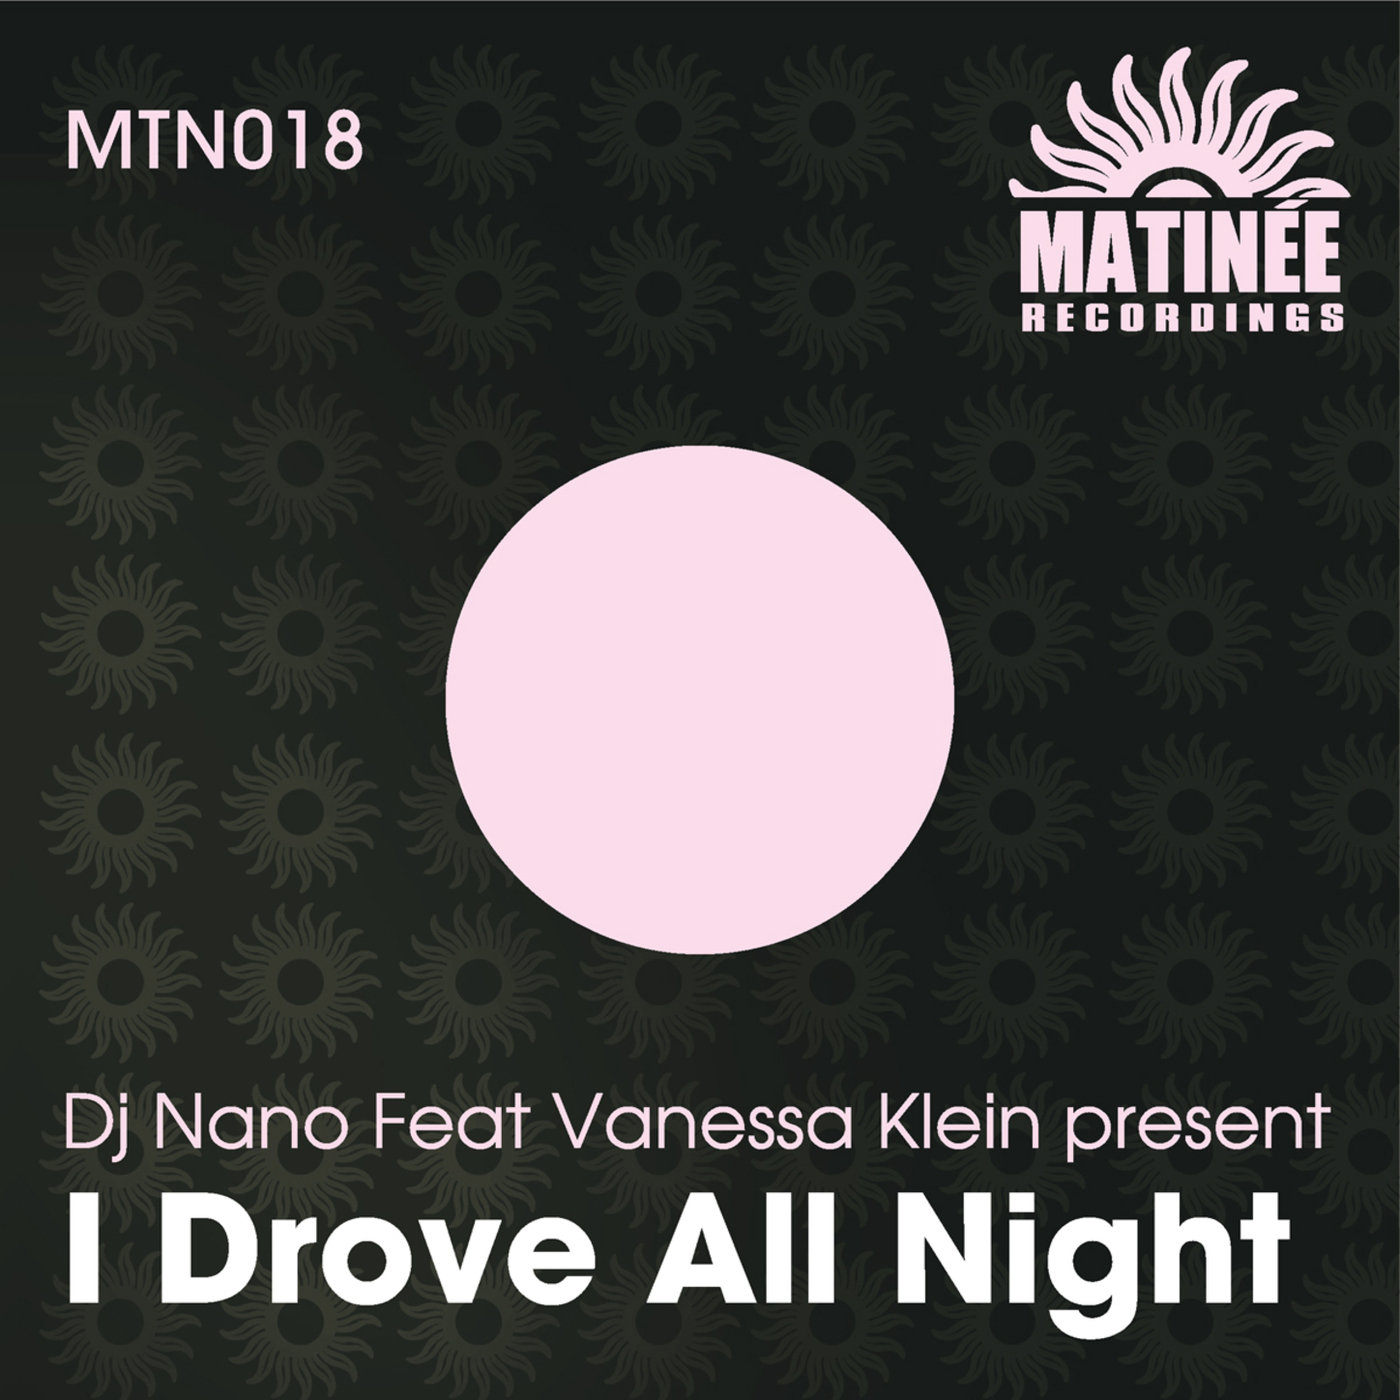 MTN018
MATINÉE
RECORDINGS
Dj Nano Feat Vanessa Klein present
I Drove All Night